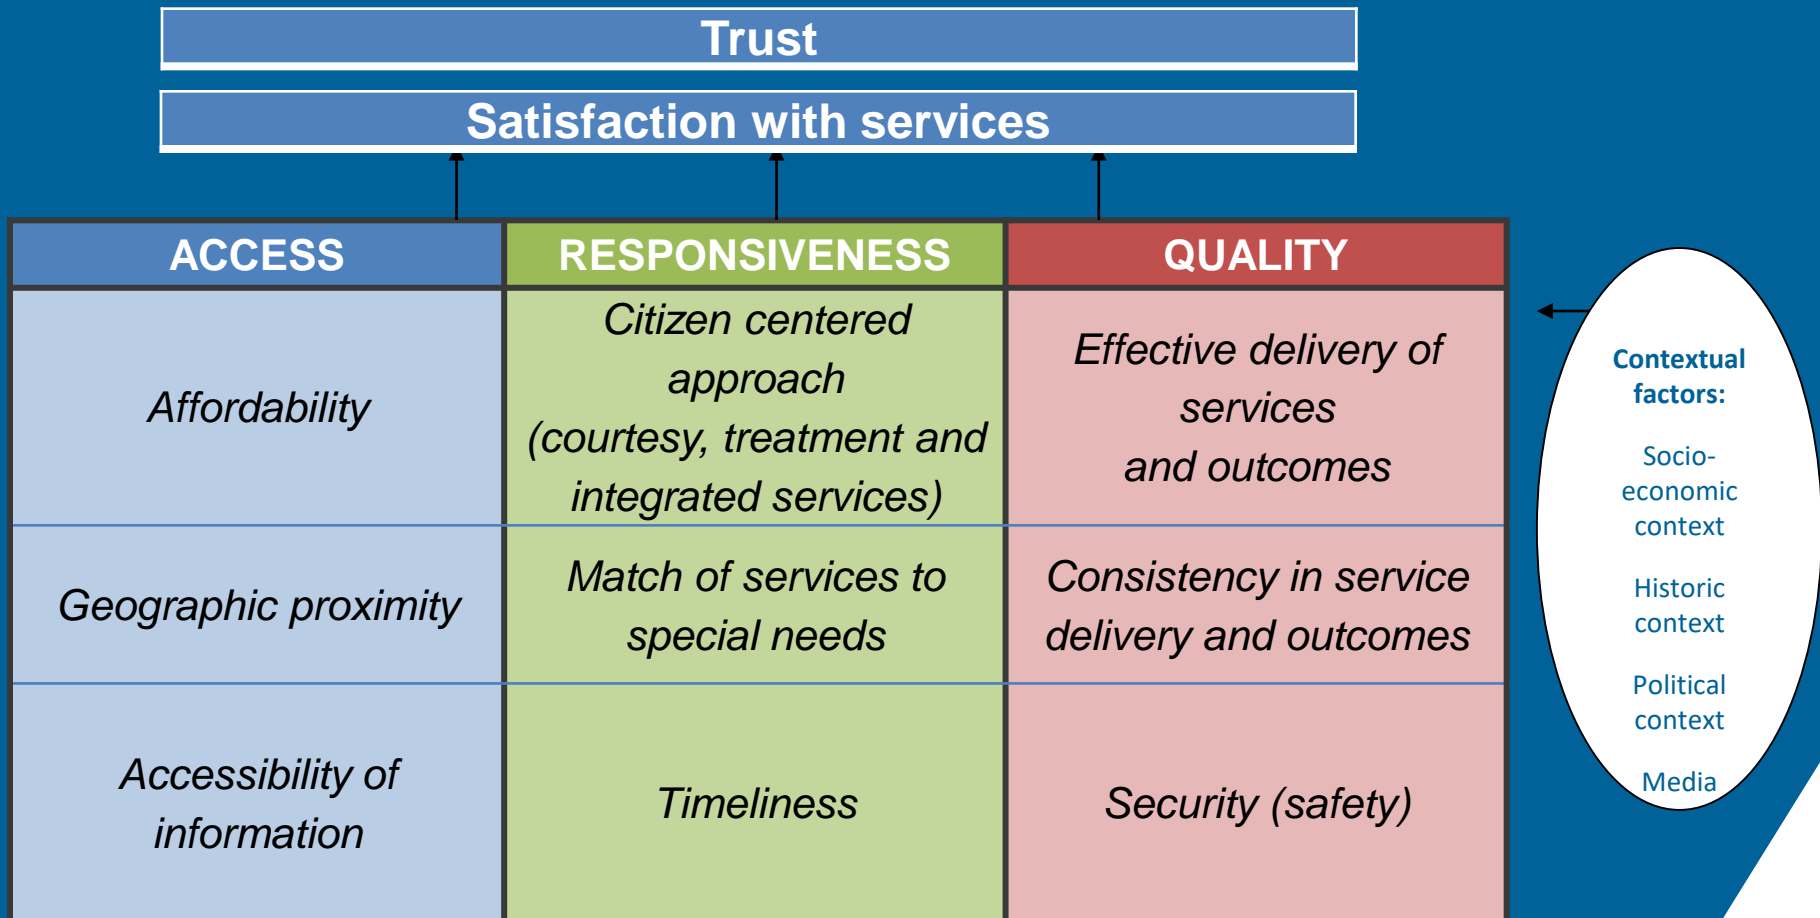 Trust
Satisfaction with services
ACCESS
RESPONSIVENESS
QUALITY
Affordability
Citizen centered
approach
(courtesy, treatment and
integrated services)
Effective delivery of
services
and outcomes
Geographic proximity
Match of services to
special needs
Consistency in service
delivery and outcomes
Accessibility of
information
Timeliness
Security (safety)
Contextual
factors:
Socio-
economic
context
Historic
context
Political
context
Media